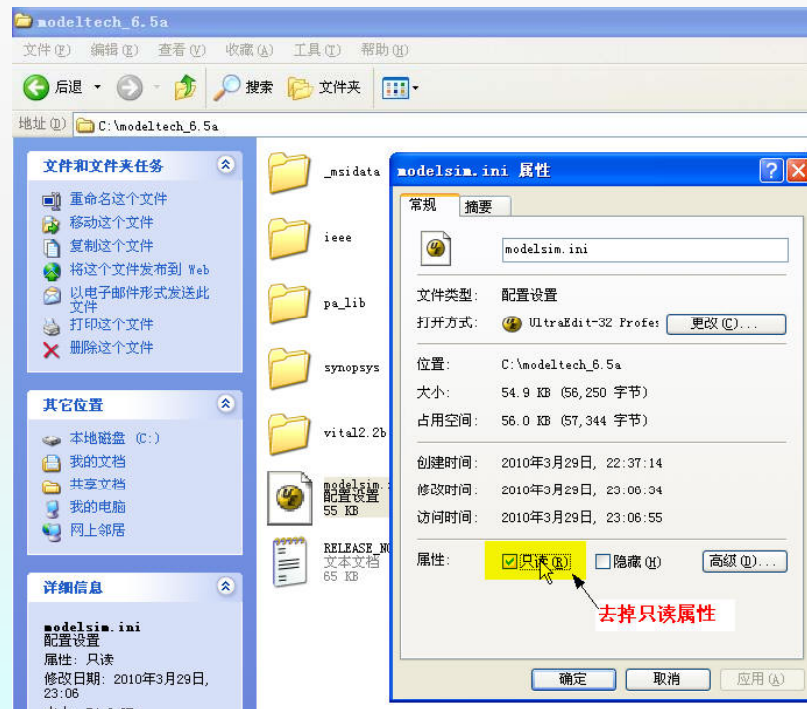 modeltech_6.5a
文件(F) 编辑(E) 查看(V) 收藏(A) 工具(T) 帮助(H)
后退 搜索 文件夹
地址(D) C:\modeltech_6.5a
文件和文件夹任务
重命名这个文件
移动这个文件
复制这个文件
将这个文件发布到 Web
以电子邮件形式发送此
文件
打印这个文件
删除这个文件
其它位置
本地磁盘 (C:)
我的文档
共享文档
我的电脑
网上邻居
详细信息
modelsim.ini
配置设置
属性: 只读
修改日期: 2010年3月29日,
23:06
_msidata
ieee
pa_lib
synopsys
vital2.2b
modelsim.
配置设置
55 KB
RELEASE_NO
文本文档
65 KB
modelsim.ini 属性
常规 摘要
modelsim.ini
文件类型: 配置设置
打开方式: UltraEdit-32 Profes 更改(C)...
位置: C:\modeltech_6.5a
大小: 54.9 KB (56,250 字节)
占用空间: 56.0 KB (57,344 字节)
创建时间: 2010年3月29日, 22:37:14
修改时间: 2010年3月29日, 23:06:34
访问时间: 2010年3月29日, 23:06:55
属性: 只读(R) 隐藏(H) 高级(D)...
去掉只读属性
确定 取消 应用(A)